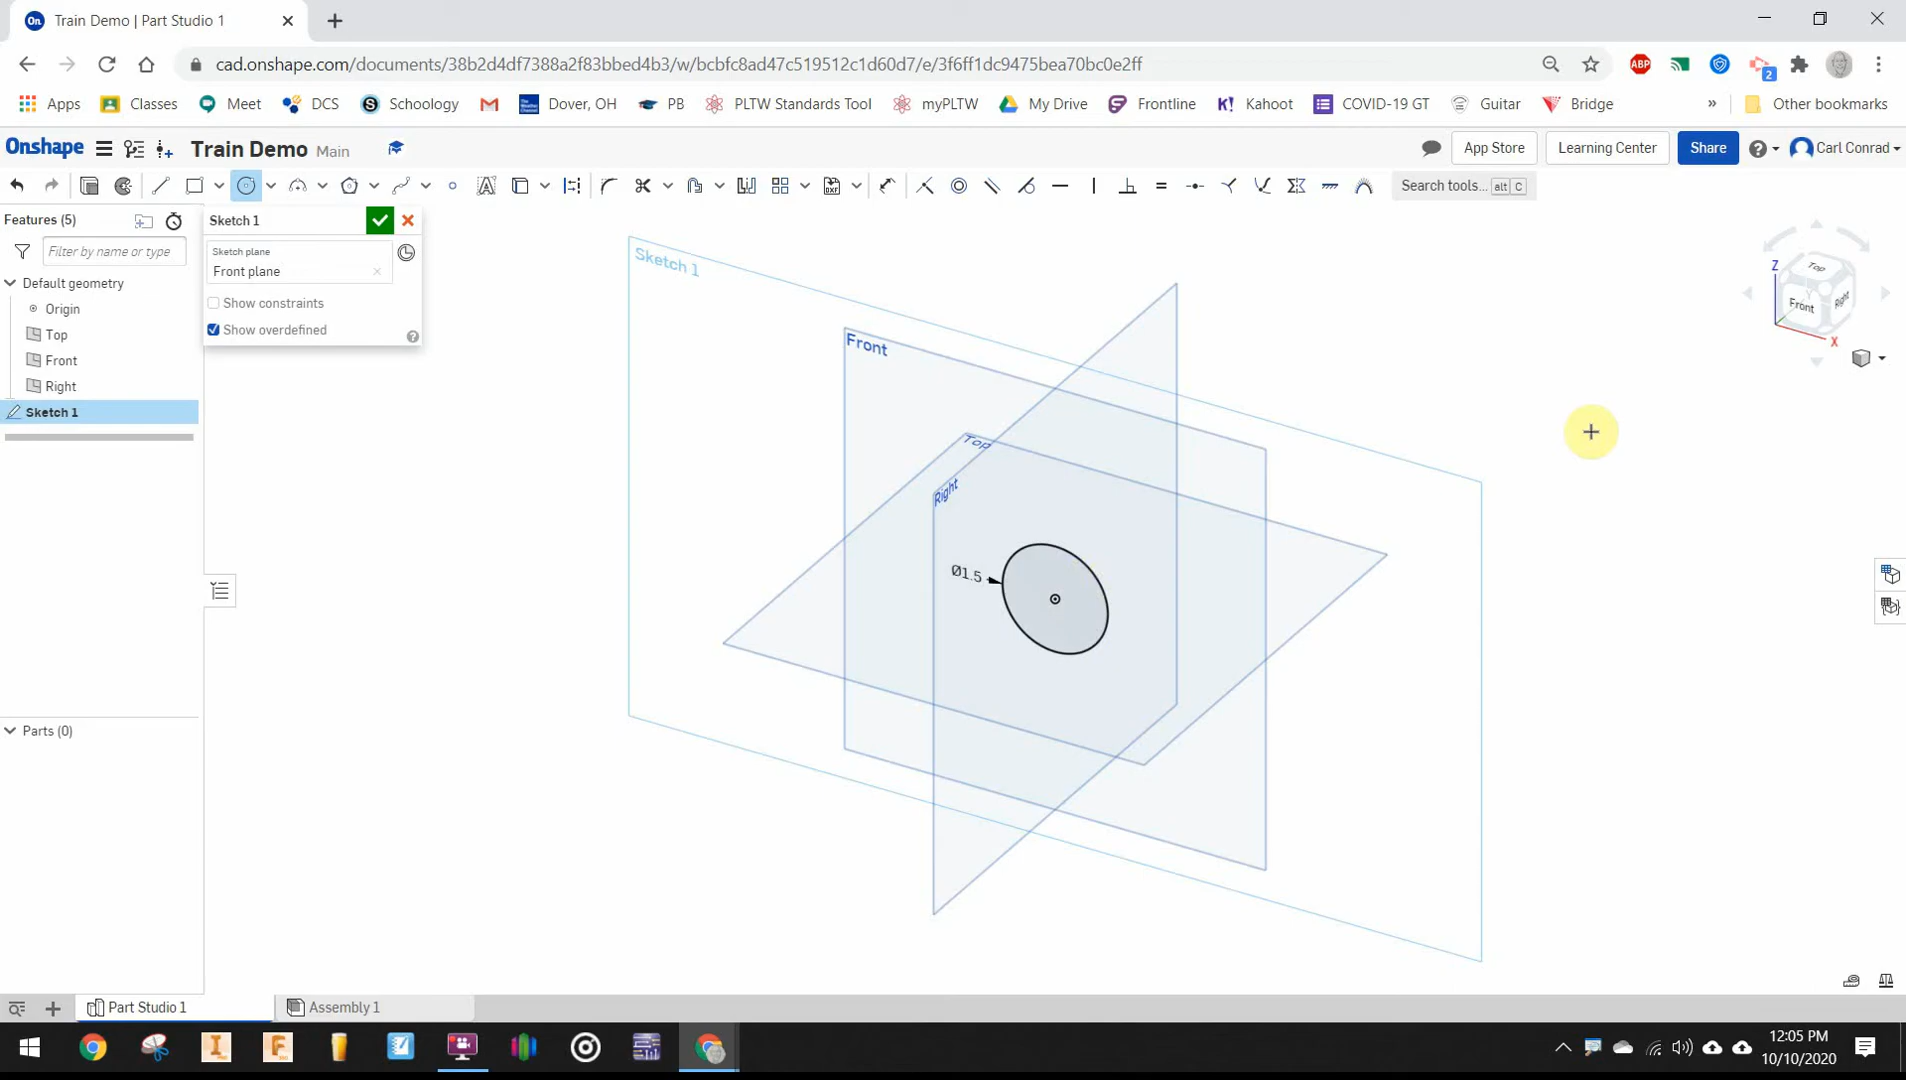 Train Demo | Part Studio 1
cad.onshape.com/documents/38b2d4df7388a2f83bbed4b3/w/bcbfc8ad47c519512c1d60d7/e/3f6ff1dc9475bea70bc0e2ff
ABP
2
Apps
Classes
Meet
DCS
Schoology
Dover, OH
PB
PLTW Standards Tool
myPLTW
My Drive
Frontline
Kahoot
COVID-19 GT
Guitar
Bridge
»
Other bookmarks
Onshape
Train Demo Main
App Store
Learning Center
Share
Carl Conrad
Search tools... alt C
Features (5)
Filter by name or type
Default geometry
Origin
Top
Front
Right
Sketch 1
Parts (0)
Sketch 1
Sketch plane
Front plane
Show constraints
Show overdefined
Sketch 1
Front
Top
Right
Ø1.5
Z
Top
Y
Front
Right
X
Part Studio 1
Assembly 1
12:05 PM
10/10/2020